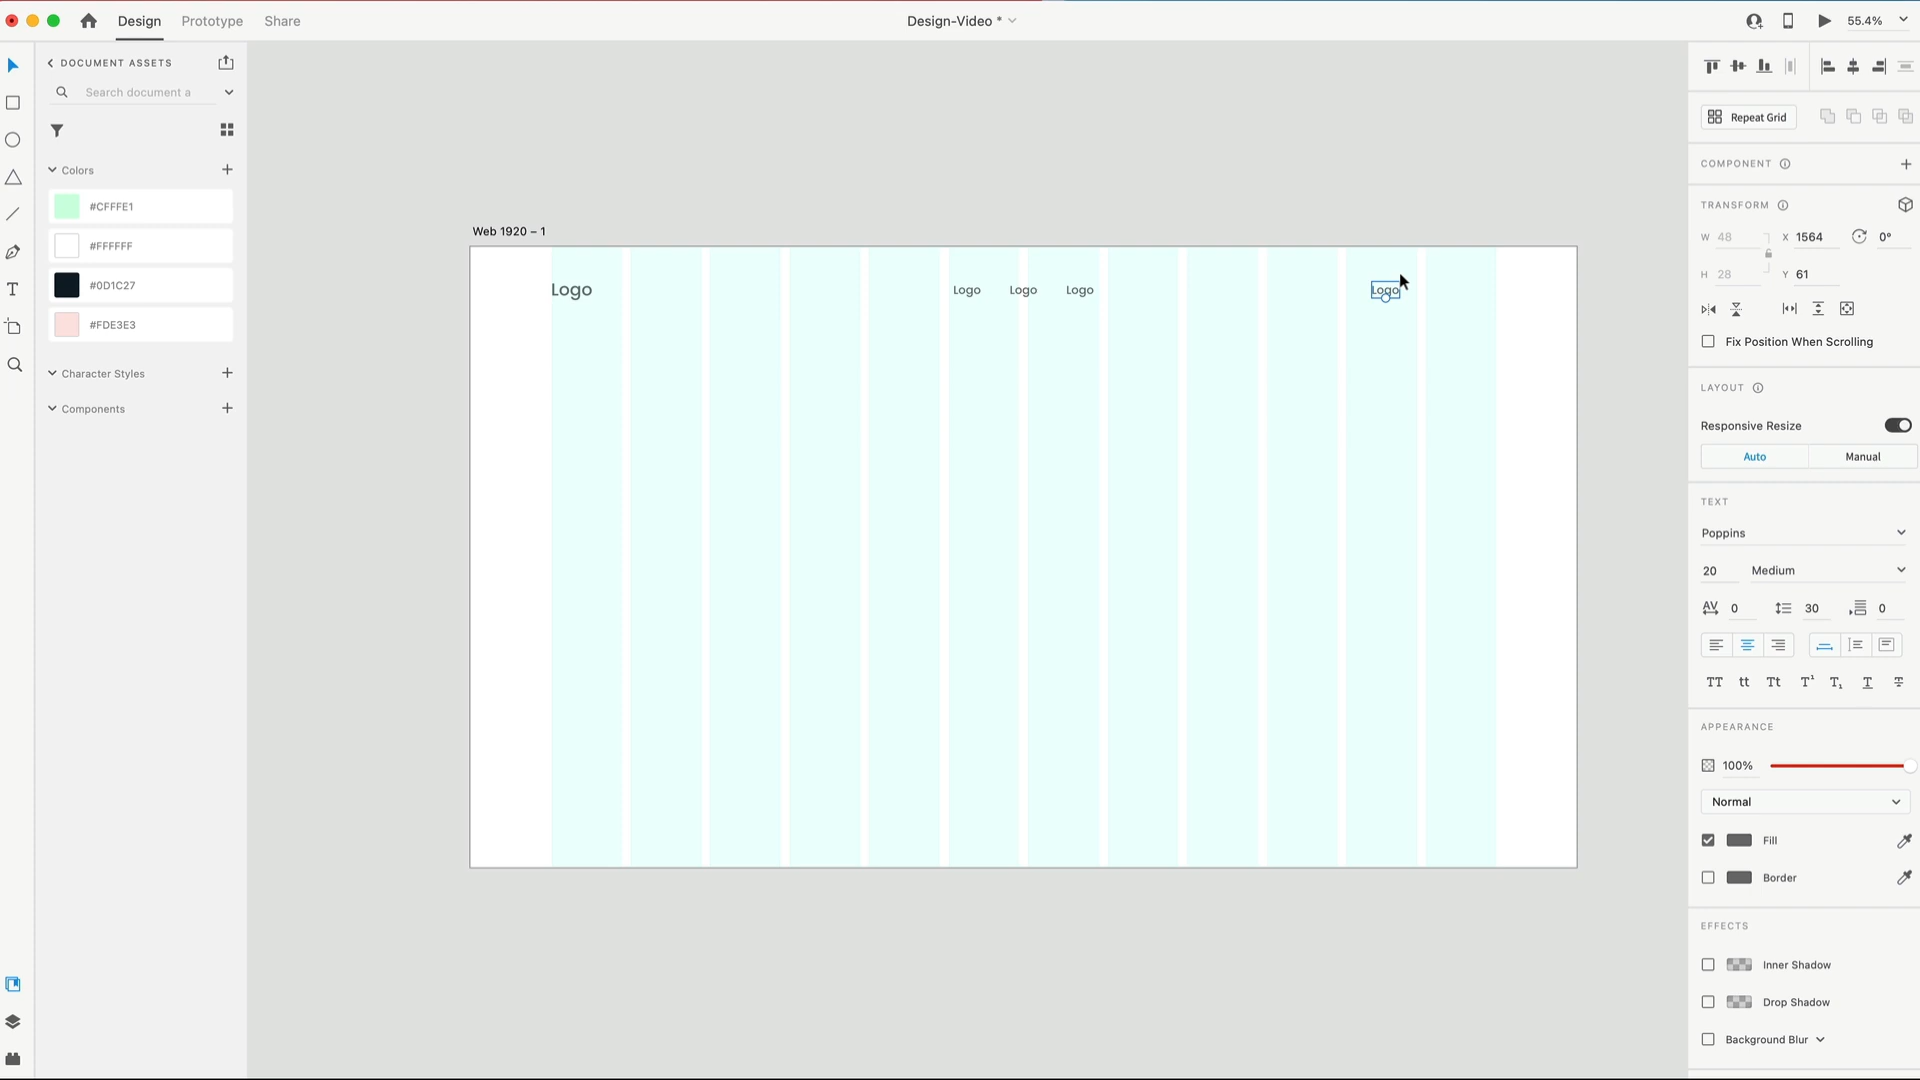 Design Prototype Share Design-Video * 55.4%
DOCUMENT ASSETS
Search document a
Colors
#CFFFE1
#FFFFFF
#0D1C27
#FDE3E3
Character Styles
Components
Web 1920 – 1
Logo Logo Logo Logo Logo
Repeat Grid
COMPONENT
TRANSFORM
W 48 X 1564 0°
H 28 Y 61
Fix Position When Scrolling
LAYOUT
Responsive Resize
Auto Manual
TEXT
Poppins
20 Medium
AV 0 30 0
TT tt Tt T¹ T₁ T T
APPEARANCE
100%
Normal
Fill
Border
EFFECTS
Inner Shadow
Drop Shadow
Background Blur